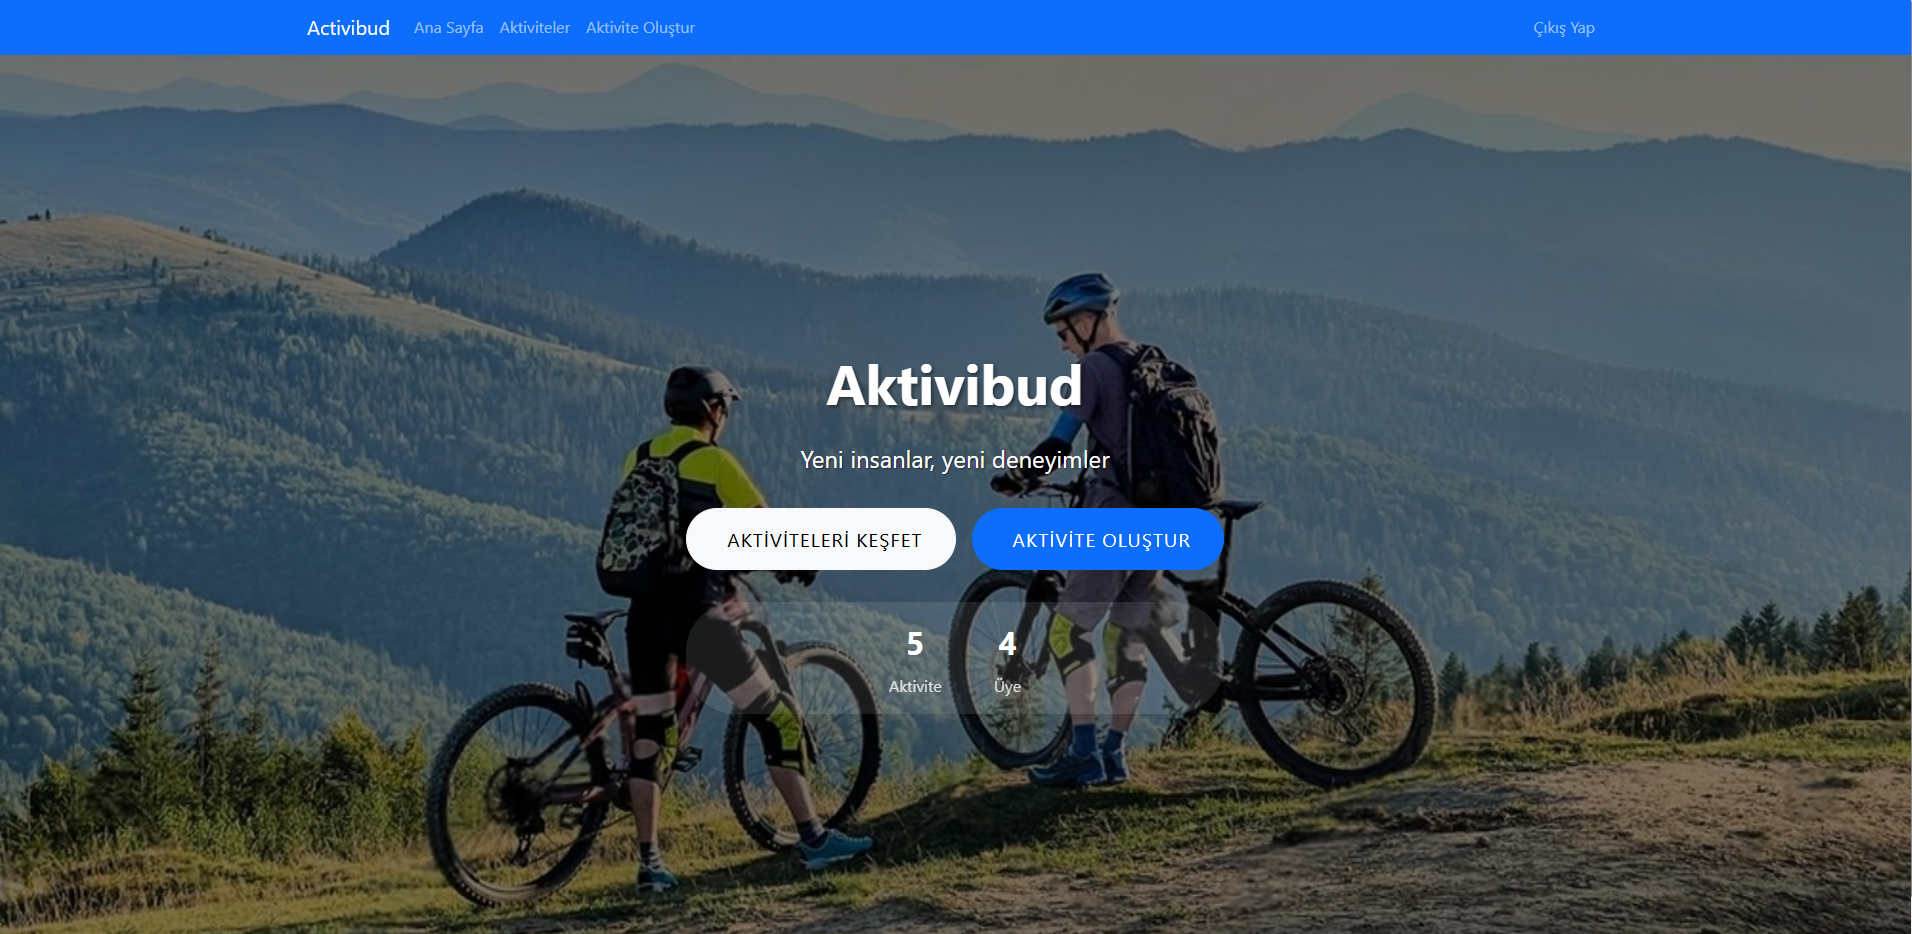 Activibud Ana Sayfa Aktiviteler Aktivite Oluştur Çıkış Yap
Aktivibud
Yeni insanlar, yeni deneyimler
AKTİVİTELERİ KEŞFET AKTİVİTE OLUŞTUR
5 4
Aktivite Üye